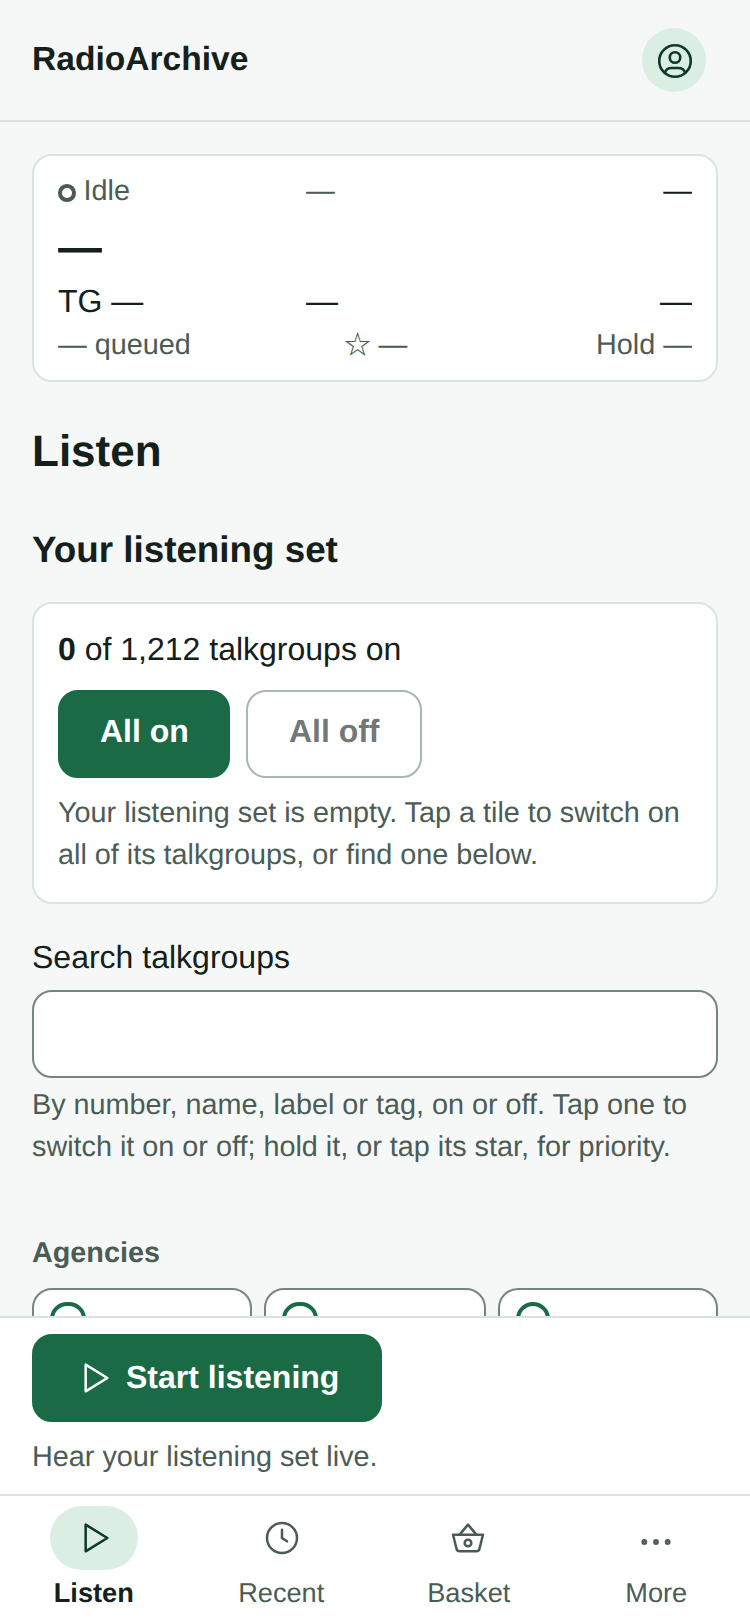 RadioArchive
Idle — —
—
TG — — —
— queued ☆ — Hold —
Listen
Your listening set
0 of 1,212 talkgroups on
All on All off
Your listening set is empty. Tap a tile to switch on
all of its talkgroups, or find one below.
Search talkgroups
By number, name, label or tag, on or off. Tap one to
switch it on or off; hold it, or tap its star, for priority.
Agencies
Start listening
Hear your listening set live.
Listen Recent Basket More